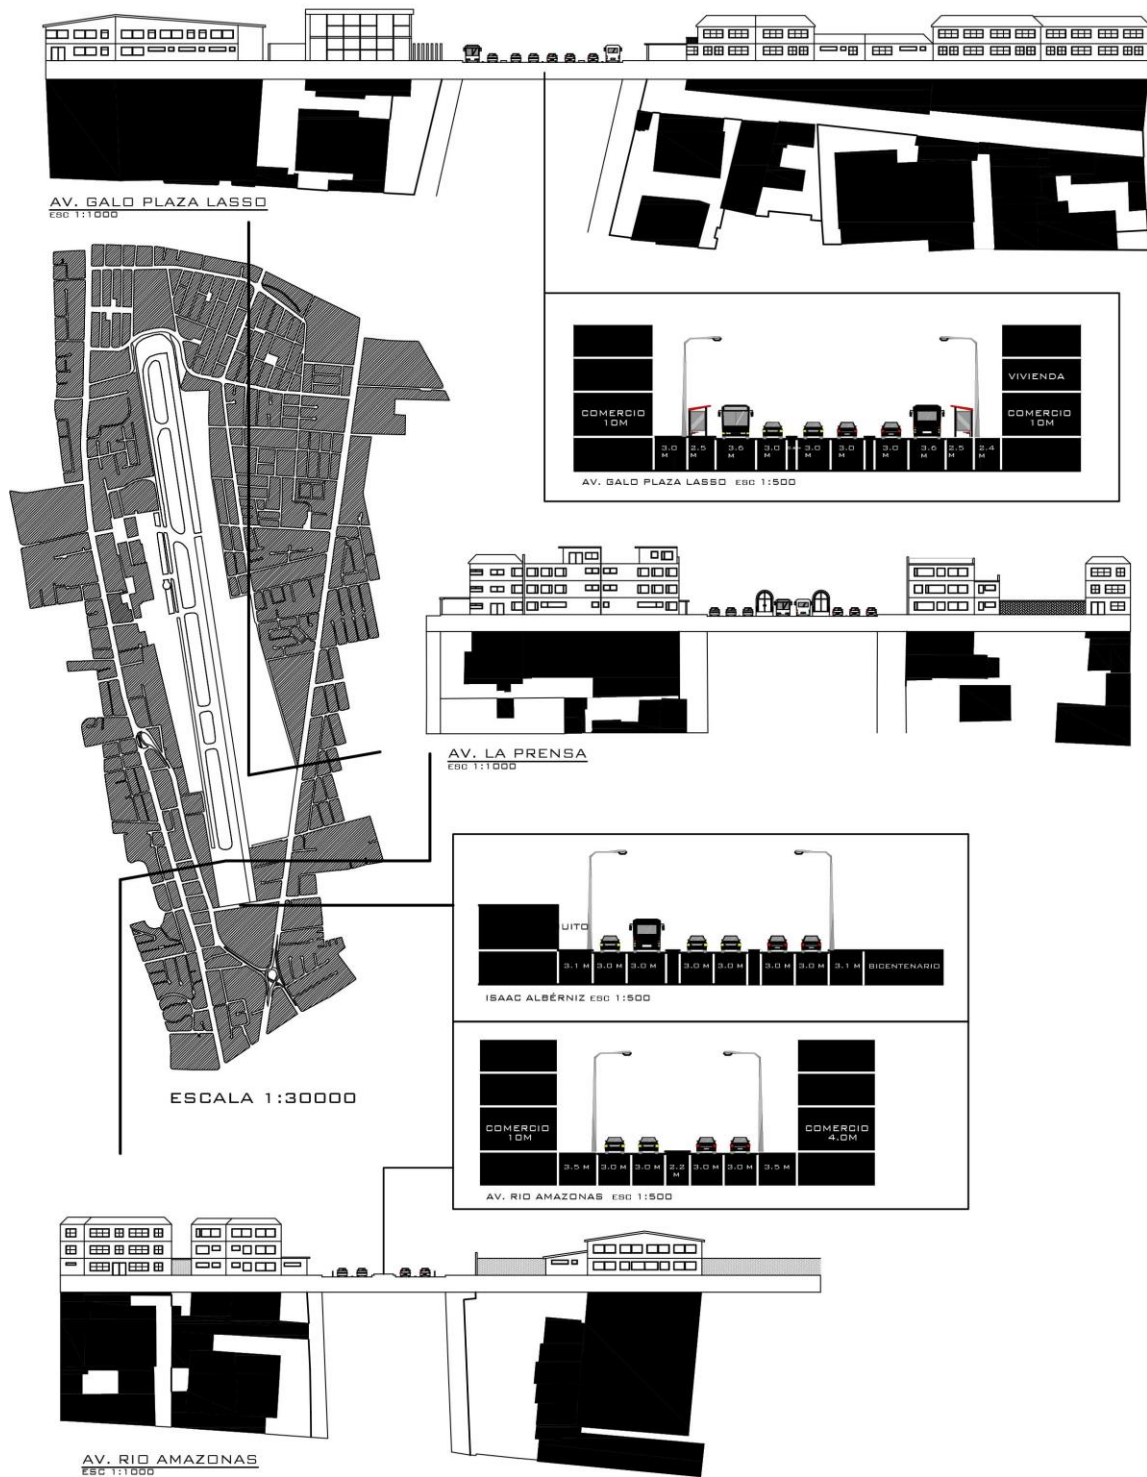 AV. GALO PLAZA LASSO
ESC 1:1000
VIVIENDA
COMERCIO
10M
COMERCIO
10M
3.0 M
2.5 M
3.6 M
3.0 M
3.0 M
3.0 M
3.0 M
3.6 M
2.5 M
2.4 M
AV. GALO PLAZA LASSO ESC 1:500
AV. LA PRENSA
ESC 1:1000
UITO
3.1 M 3.0 M 3.0 M 3.0 M 3.0 M 3.0 M 3.0 M 3.1 M BICENTENARIO
ISAAC ALBÉRNIZ ESC 1:500
ESCALA 1:30000
COMERCIO
10M
COMERCIO
4.0M
3.5 M 3.0 M 3.0 M 2.2 M 3.0 M 3.0 M 3.5 M
AV. RIO AMAZONAS ESC 1:500
AV. RIO AMAZONAS
ESC 1:1000